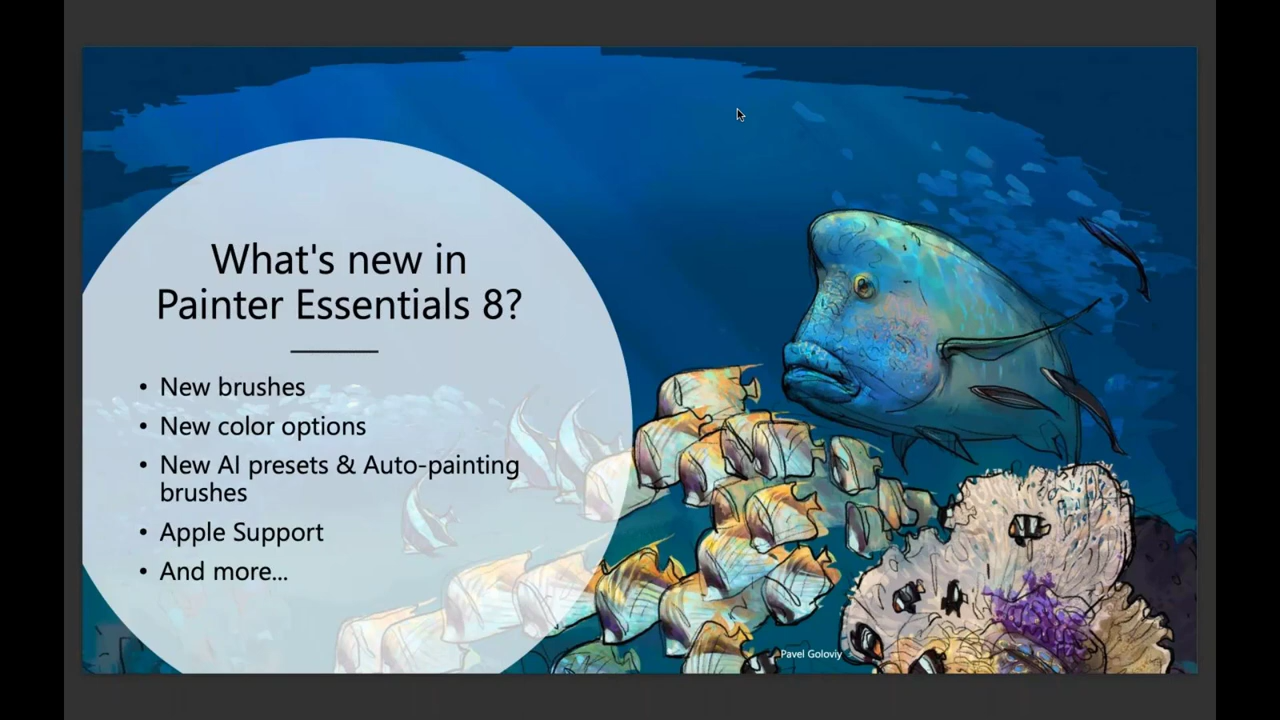 What's new in
Painter Essentials 8?
• New brushes
• New color options
• New AI presets & Auto-painting
brushes
• Apple Support
• And more...
Pavel Goloviy